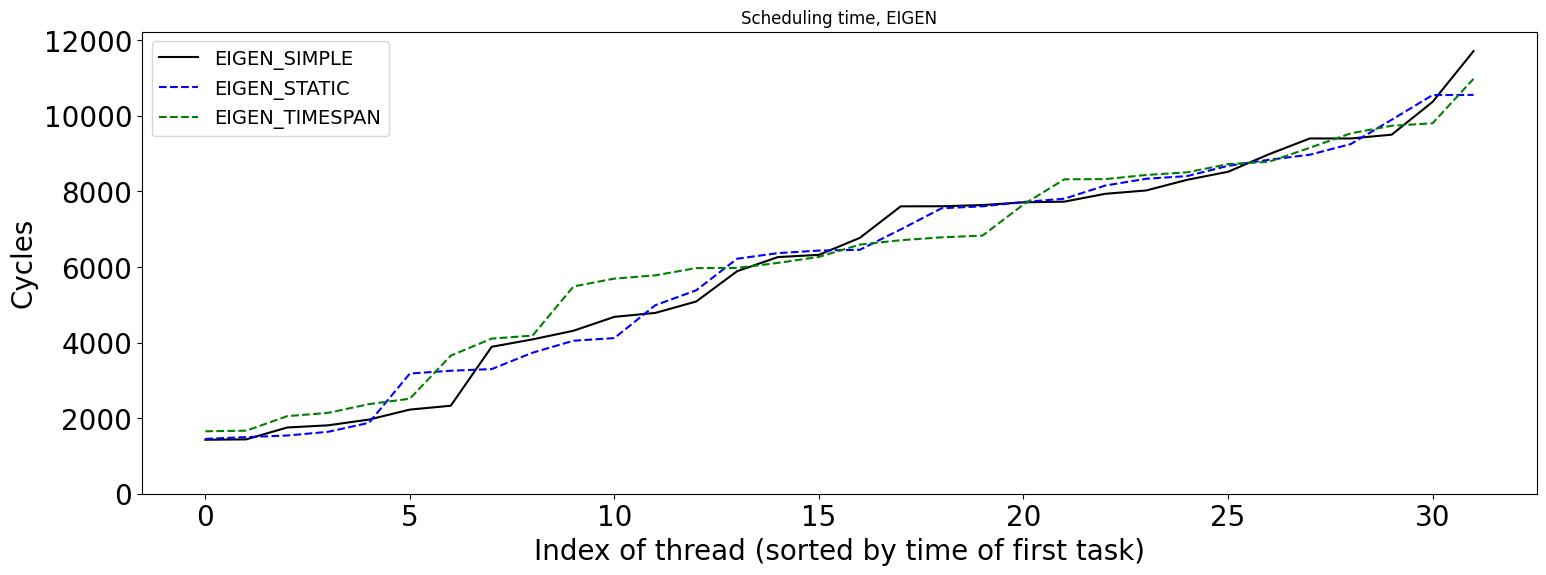 Scheduling time, EIGEN
EIGEN_SIMPLE
EIGEN_STATIC
EIGEN_TIMESPAN
12000
10000
8000
6000
4000
2000
0
Cycles
0 5 10 15 20 25 30
Index of thread (sorted by time of first task)